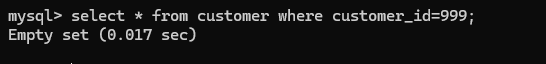 mysql> select * from customer where customer_id=999;
Empty set (0.017 sec)